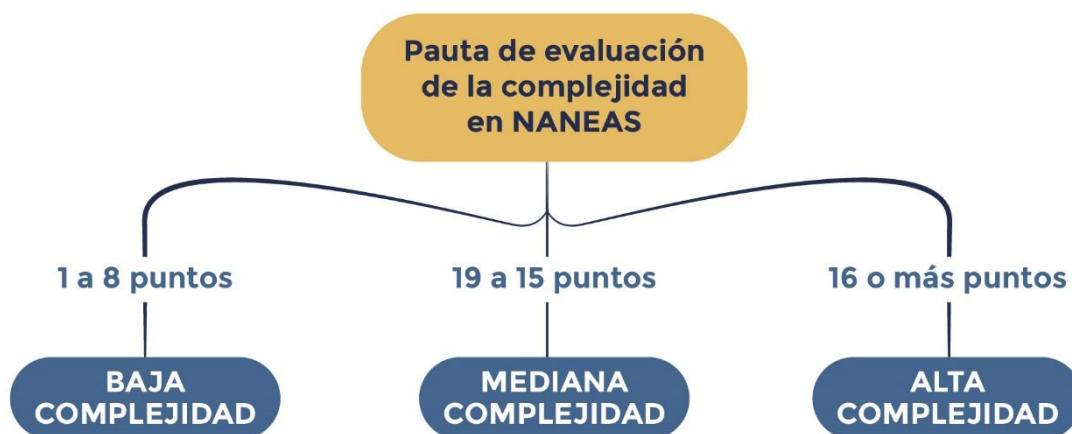 Pauta de evaluación
de la complejidad
en NANEAS
1 a 8 puntos
19 a 15 puntos
16 o más puntos
BAJA
COMPLEJIDAD
MEDIANA
COMPLEJIDAD
ALTA
COMPLEJIDAD